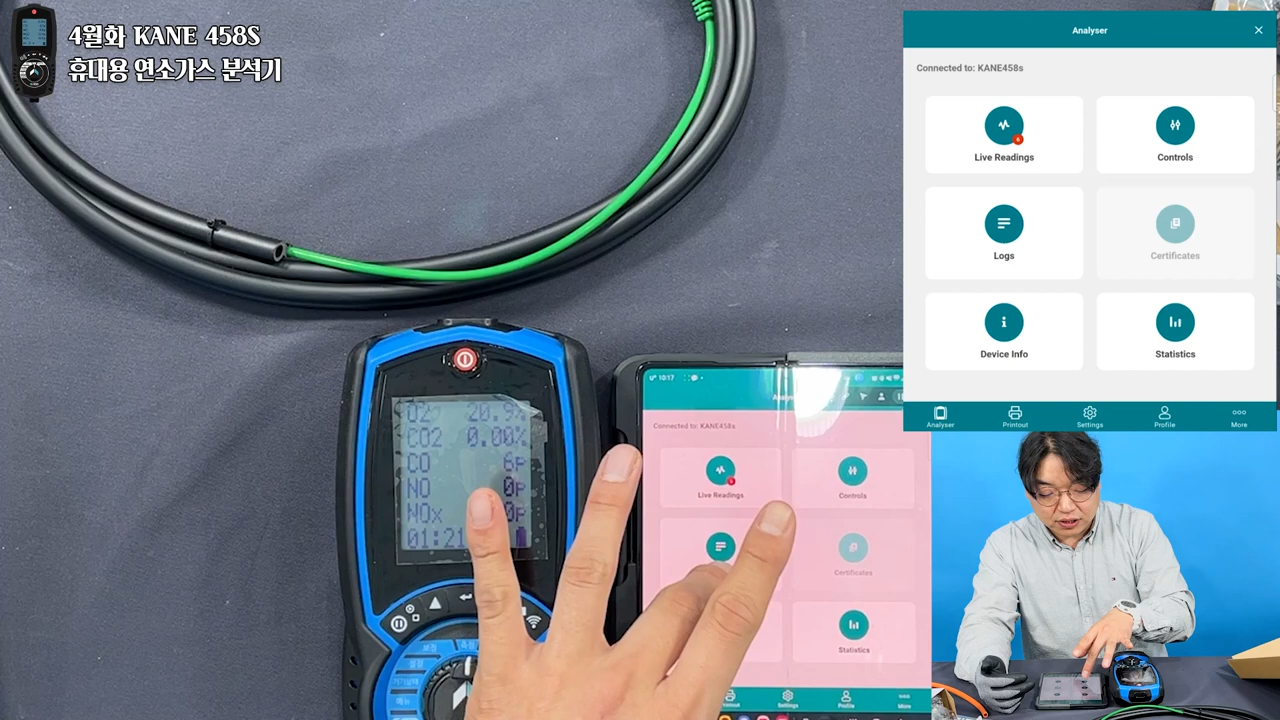 4월화 KANE 458S
휴대용 연소가스 분석기
Analyser
Connected to: KANE458s
Live Readings
6
Controls
Logs
Certificates
Device Info
Statistics
Analyser
Printout
Settings
Profile
More
O2 20.9%
CO2 0.00%
CO 6p
NO 0p
NOx 0p
01:21
10:17
Connected to: KANE458s
Live Readings
Controls
Certificates
Statistics
Settings
Profile
More